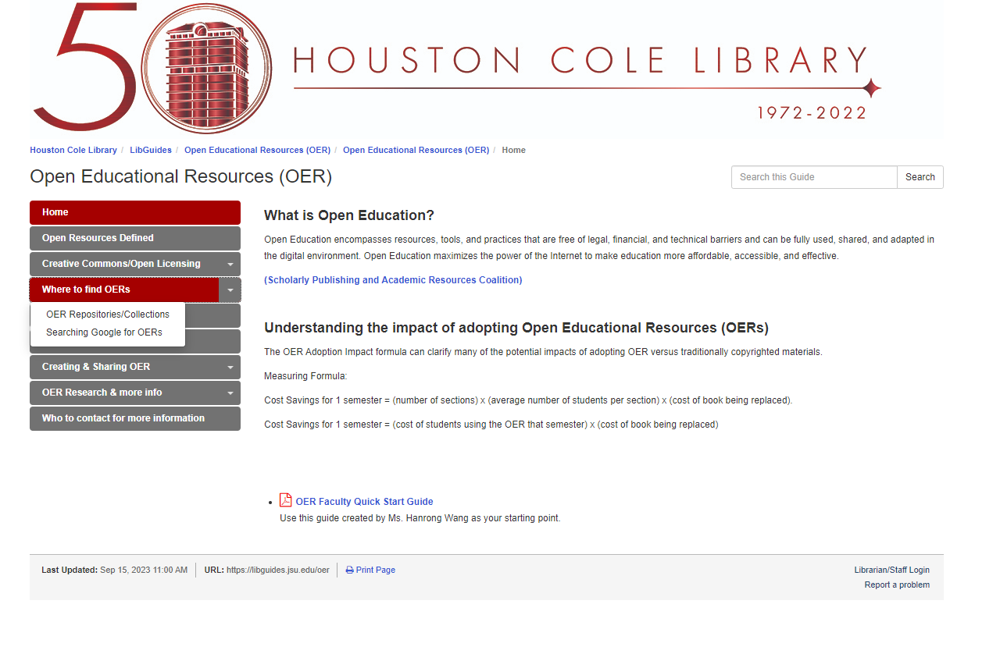 50 HOUSTON COLE LIBRARY
1972-2022
Houston Cole Library / LibGuides / Open Educational Resources (OER) / Open Educational Resources (OER) / Home
Open Educational Resources (OER)
Search this Guide Search
Home
Open Resources Defined
Creative Commons/Open Licensing
Where to find OERs
OER Repositories/Collections
Searching Google for OERs
Creating & Sharing OER
OER Research & more info
Who to contact for more information
What is Open Education?
Open Education encompasses resources, tools, and practices that are free of legal, financial, and technical barriers and can be fully used, shared, and adapted in
the digital environment. Open Education maximizes the power of the Internet to make education more affordable, accessible, and effective.
(Scholarly Publishing and Academic Resources Coalition)
Understanding the impact of adopting Open Educational Resources (OERs)
The OER Adoption Impact formula can clarify many of the potential impacts of adopting OER versus traditionally copyrighted materials.
Measuring Formula:
Cost Savings for 1 semester = (number of sections) x (average number of students per section) x (cost of book being replaced).
Cost Savings for 1 semester = (cost of students using the OER that semester) x (cost of book being replaced)
• OER Faculty Quick Start Guide
Use this guide created by Ms. Hanrong Wang as your starting point.
Last Updated: Sep 15, 2023 11:00 AM URL: https://libguides.jsu.edu/oer Print Page
Librarian/Staff Login
Report a problem